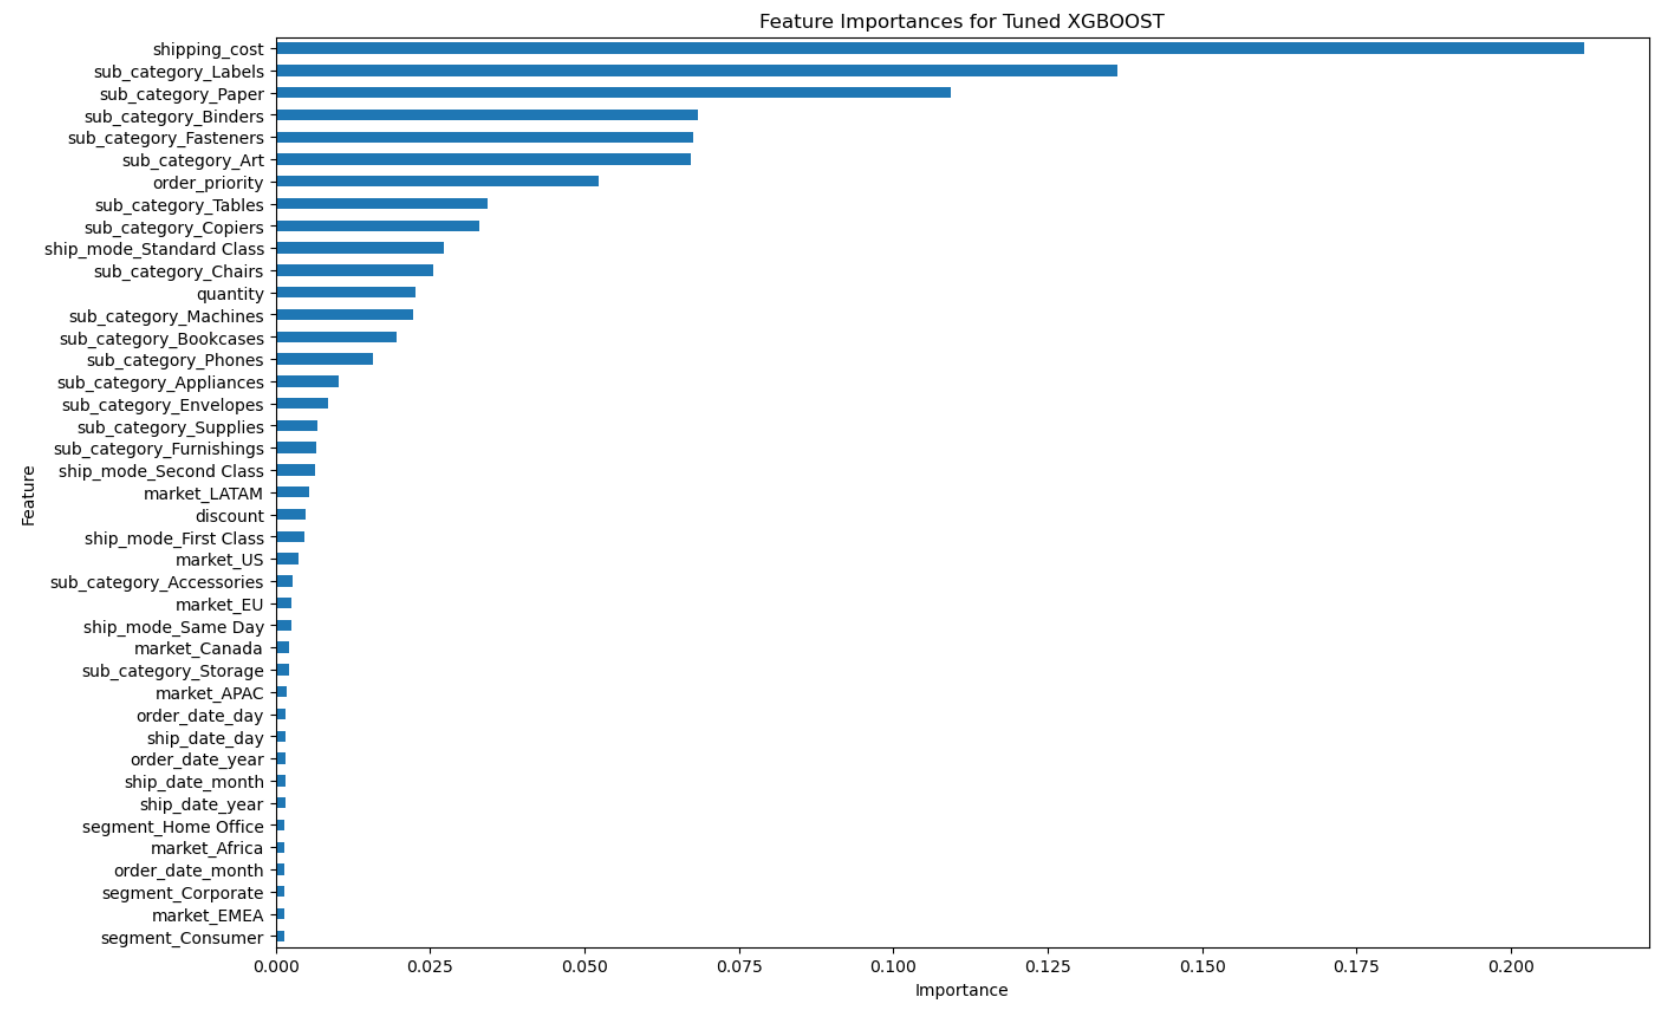 Feature Importances for Tuned XGBOOST
shipping_cost
sub_category_Labels
sub_category_Paper
sub_category_Binders
sub_category_Fasteners
sub_category_Art
order_priority
sub_category_Tables
sub_category_Copiers
ship_mode_Standard Class
sub_category_Chairs
quantity
sub_category_Machines
sub_category_Bookcases
sub_category_Phones
sub_category_Appliances
sub_category_Envelopes
sub_category_Supplies
sub_category_Furnishings
ship_mode_Second Class
market_LATAM
discount
ship_mode_First Class
market_US
sub_category_Accessories
market_EU
ship_mode_Same Day
market_Canada
sub_category_Storage
market_APAC
order_date_day
ship_date_day
order_date_year
ship_date_month
ship_date_year
segment_Home Office
market_Africa
order_date_month
segment_Corporate
market_EMEA
segment_Consumer
Feature
0.000 0.025 0.050 0.075 0.100 0.125 0.150 0.175 0.200
Importance